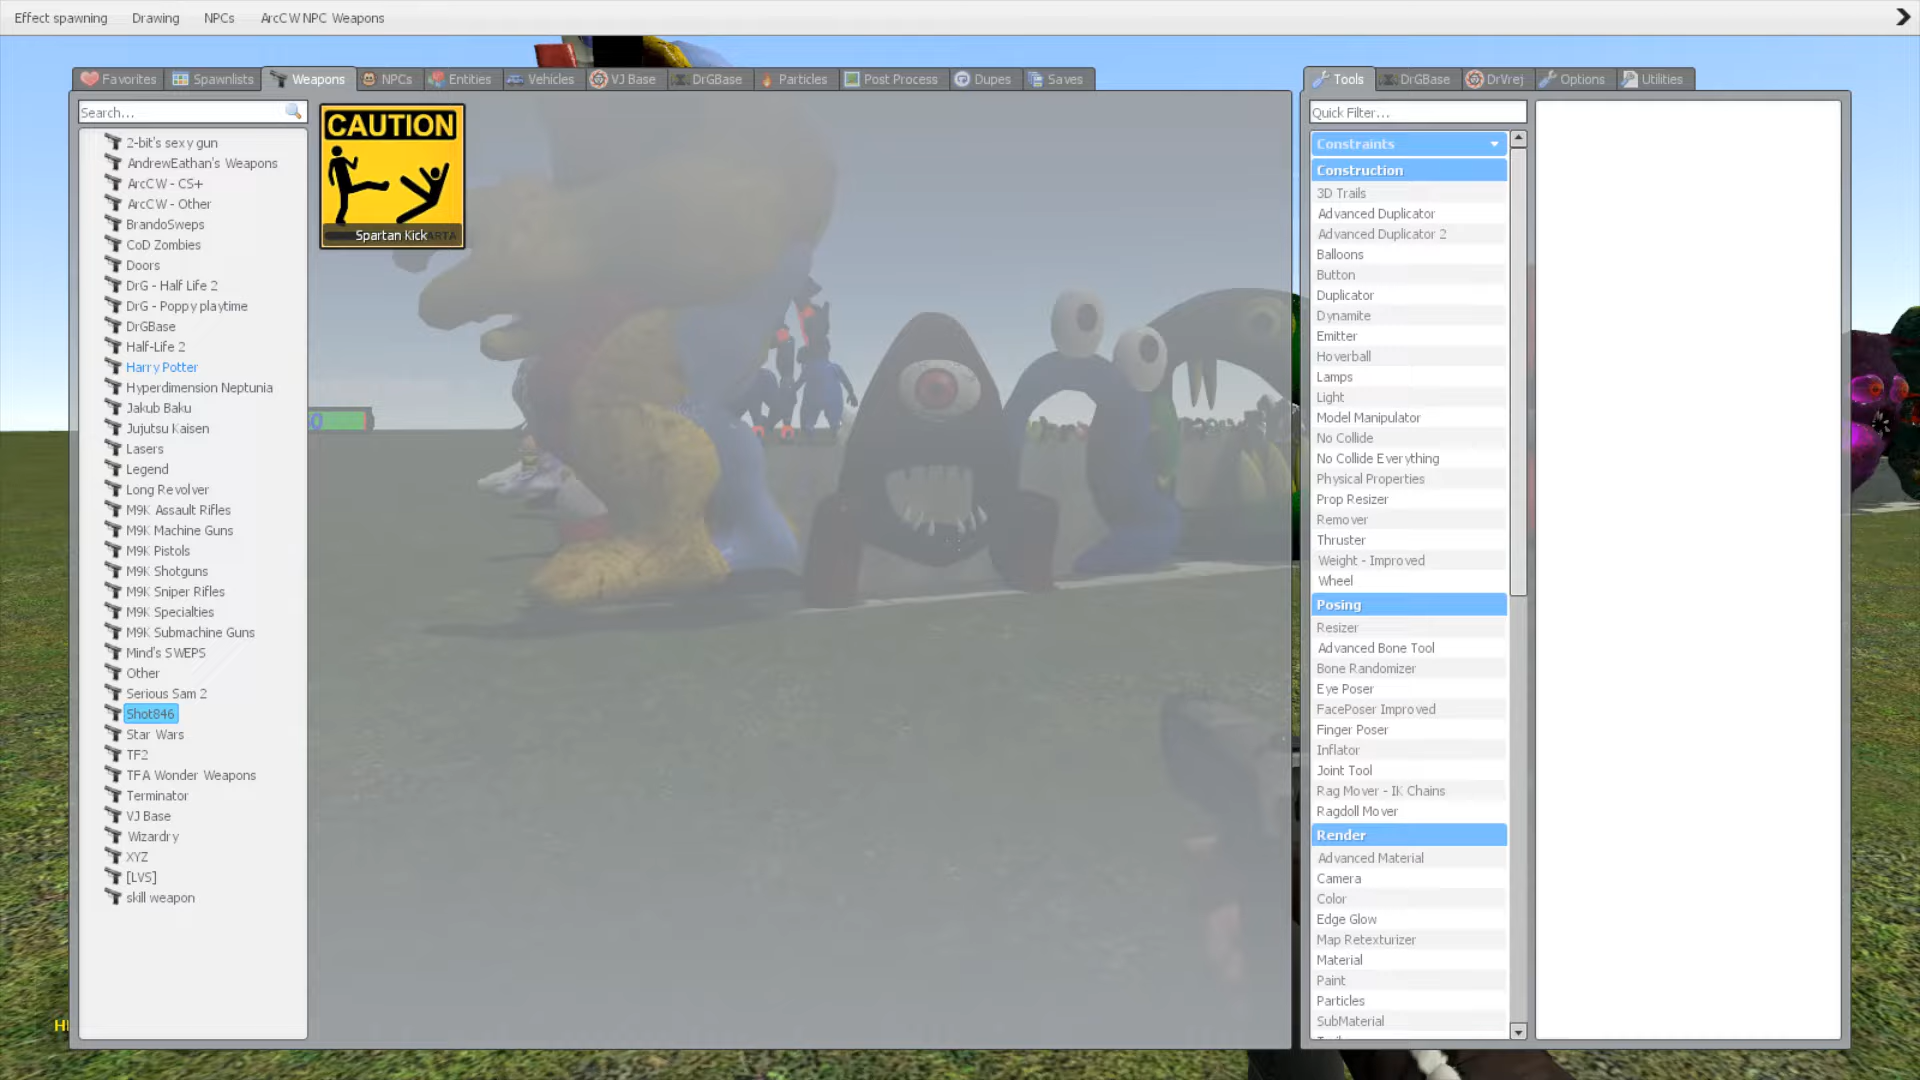 Effect spawning
Drawing
NPCs
ArcCW NPC Weapons
Favorites
Spawnlists
Weapons
NPCs
Entities
Vehicles
VJ Base
DrGBase
Particles
Post Process
Dupes
Saves
Search...
2-bit's sexy gun
AndrewEathan's Weapons
ArcCW - CS+
ArcCW - Other
BrandoSweps
CoD Zombies
Doors
DrG - Half Life 2
DrG - Poppy playtime
DrGBase
Half-Life 2
Harry Potter
Hyperdimension Neptunia
Jakub Baku
Jujutsu Kaisen
Lasers
Legend
Long Revolver
M9K Assault Rifles
M9K Machine Guns
M9K Pistols
M9K Shotguns
M9K Sniper Rifles
M9K Specialties
M9K Submachine Guns
Mind's SWEPS
Other
Serious Sam 2
Shot846
Star Wars
TF2
TFA Wonder Weapons
Terminator
VJ Base
Wizardry
XYZ
[LVS]
skill weapon
CAUTION
Spartan Kick
Tools
DrGBase
DrVrej
Options
Utilities
Quick Filter...
Constraints
Construction
3D Trails
Advanced Duplicator
Advanced Duplicator 2
Balloons
Button
Duplicator
Dynamite
Emitter
Hoverball
Lamps
Light
Model Manipulator
No Collide
No Collide Everything
Physical Properties
Prop Resizer
Remover
Thruster
Weight - Improved
Wheel
Posing
Resizer
Advanced Bone Tool
Bone Randomizer
Eye Poser
FacePoser Improved
Finger Poser
Inflator
Joint Tool
Rag Mover - IK Chains
Ragdoll Mover
Render
Advanced Material
Camera
Color
Edge Glow
Map Retexturizer
Material
Paint
Particles
SubMaterial